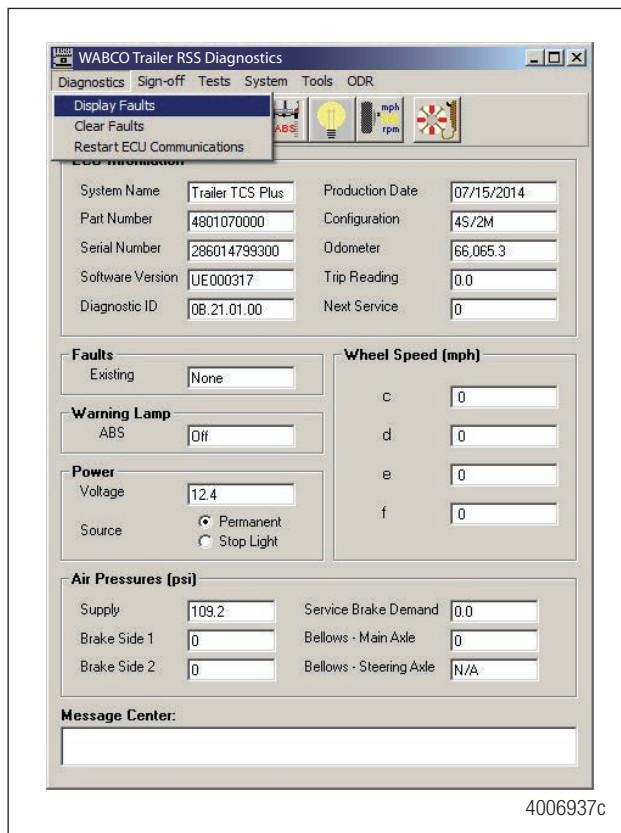 WABCO Trailer RSS Diagnostics
Diagnostics Sign-off Tests System Tools ODR
Display Faults
Clear Faults
Restart ECU Communications
ABS
mph
rpm
ECU Information
System Name Trailer TCS Plus Production Date 07/15/2014
Part Number 4801070000 Configuration 4S/2M
Serial Number 286014799300 Odometer 66,065.3
Software Version UE000317 Trip Reading 0.0
Diagnostic ID 0B.21.01.00 Next Service 0
Faults Wheel Speed (mph)
Existing None
c 0
Warning Lamp
ABS Off
d 0
Power
e 0
Voltage 12.4
f 0
Source Permanent
Stop Light
Air Pressures (psi)
Supply 109.2 Service Brake Demand 0.0
Brake Side 1 0 Bellows - Main Axle 0
Brake Side 2 0 Bellows - Steering Axle N/A
Message Center:
4006937c